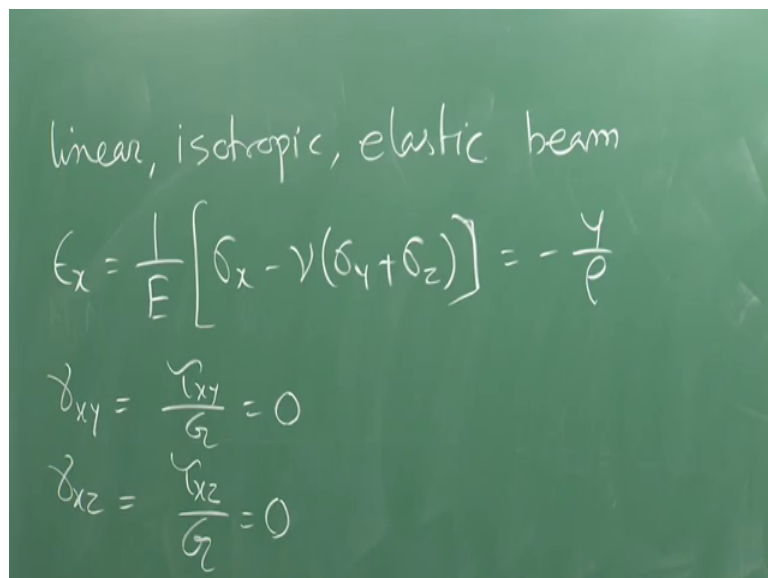 linear, isotropic, elastic beam
ϵx = 1/E [σx - ν(σy + σz)] = - y/ρ
γxy = τxy/G = 0
γxz = τxz/G = 0